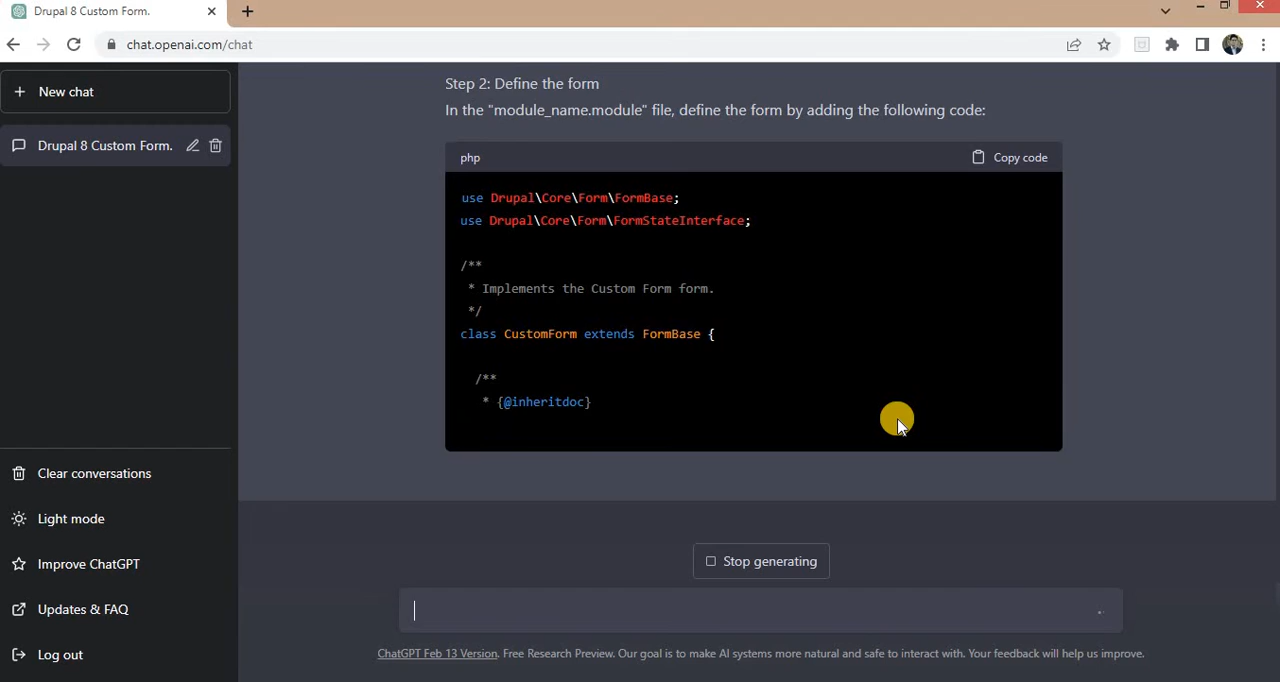 Drupal 8 Custom Form.
chat.openai.com/chat
New chat
Drupal 8 Custom Form.
Clear conversations
Light mode
Improve ChatGPT
Updates & FAQ
Log out
Step 2: Define the form
In the "module_name.module" file, define the form by adding the following code:
php Copy code
use Drupal\Core\Form\FormBase;
use Drupal\Core\Form\FormStateInterface;
/**
* Implements the Custom Form form.
*/
class CustomForm extends FormBase {
/**
* {@inheritdoc}
Stop generating
ChatGPT Feb 13 Version. Free Research Preview. Our goal is to make AI systems more natural and safe to interact with. Your feedback will help us improve.